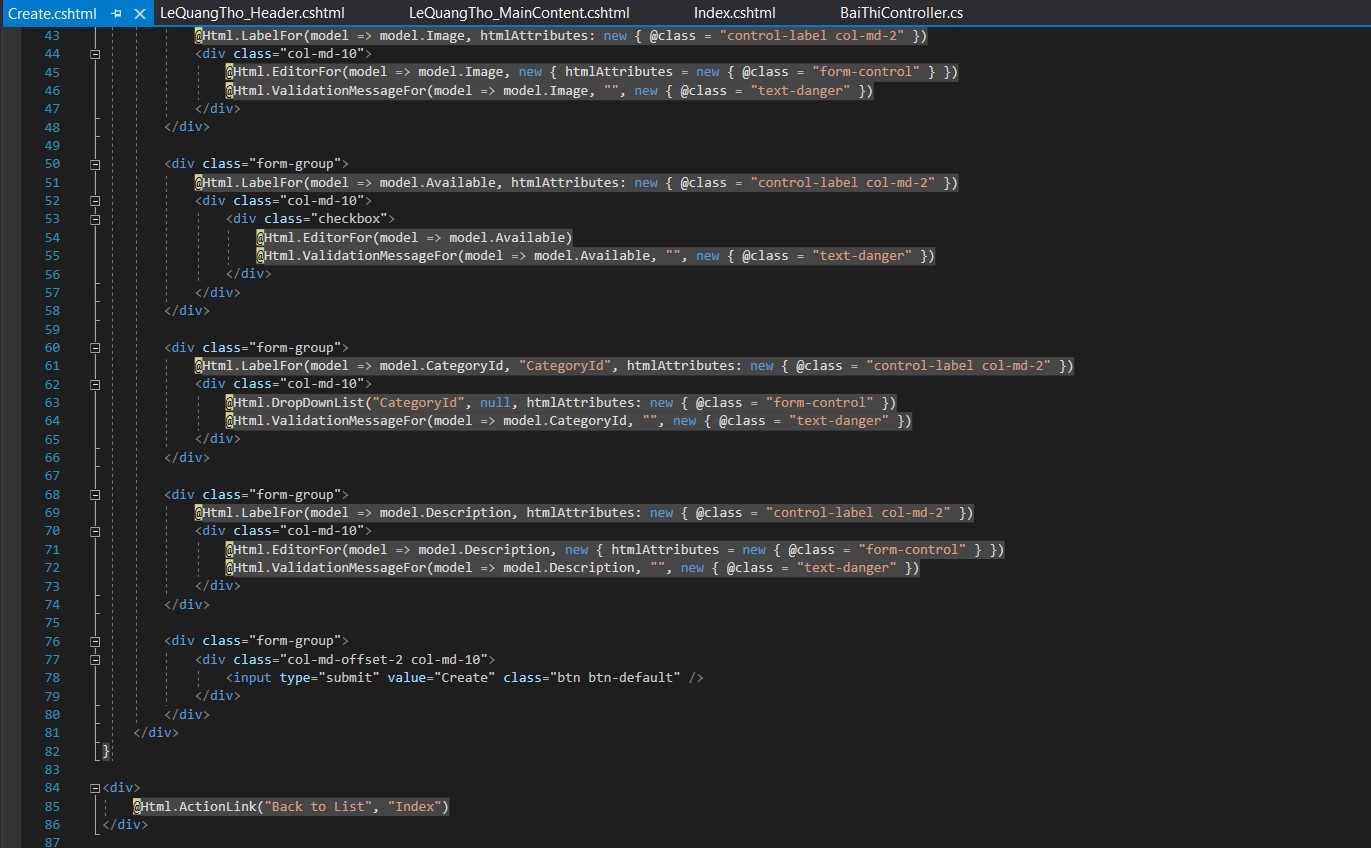 Create.cshtml LeQuangTho_Header.cshtml LeQuangTho_MainContent.cshtml Index.cshtml BaiThiController.cs
43 @Html.LabelFor(model => model.Image, htmlAttributes: new { @class = "control-label col-md-2" })
44 <div class="col-md-10">
45 @Html.EditorFor(model => model.Image, new { htmlAttributes = new { @class = "form-control" } })
46 @Html.ValidationMessageFor(model => model.Image, "", new { @class = "text-danger" })
47 </div>
48 </div>
49
50 <div class="form-group">
51 @Html.LabelFor(model => model.Available, htmlAttributes: new { @class = "control-label col-md-2" })
52 <div class="col-md-10">
53 <div class="checkbox">
54 @Html.EditorFor(model => model.Available)
55 @Html.ValidationMessageFor(model => model.Available, "", new { @class = "text-danger" })
56 </div>
57 </div>
58 </div>
59
60 <div class="form-group">
61 @Html.LabelFor(model => model.CategoryId, "CategoryId", htmlAttributes: new { @class = "control-label col-md-2" })
62 <div class="col-md-10">
63 @Html.DropDownList("CategoryId", null, htmlAttributes: new { @class = "form-control" })
64 @Html.ValidationMessageFor(model => model.CategoryId, "", new { @class = "text-danger" })
65 </div>
66 </div>
67
68 <div class="form-group">
69 @Html.LabelFor(model => model.Description, htmlAttributes: new { @class = "control-label col-md-2" })
70 <div class="col-md-10">
71 @Html.EditorFor(model => model.Description, new { htmlAttributes = new { @class = "form-control" } })
72 @Html.ValidationMessageFor(model => model.Description, "", new { @class = "text-danger" })
73 </div>
74 </div>
75
76 <div class="form-group">
77 <div class="col-md-offset-2 col-md-10">
78 <input type="submit" value="Create" class="btn btn-default" />
79 </div>
80 </div>
81 </div>
82 }
83
84 <div>
85 @Html.ActionLink("Back to List", "Index")
86 </div>
87